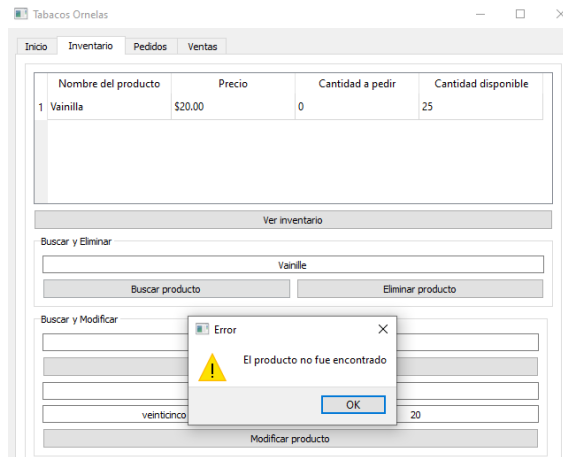 Tabacos Ornelas
Inicio Inventario Pedidos Ventas
Nombre del producto Precio Cantidad a pedir Cantidad disponible
1 Vainilla $20.00 0 25
Ver inventario
Buscar y Eliminar
Vainille
Buscar producto Eliminar producto
Buscar y Modificar
Error
El producto no fue encontrado
OK
veinticinco 20
Modificar producto